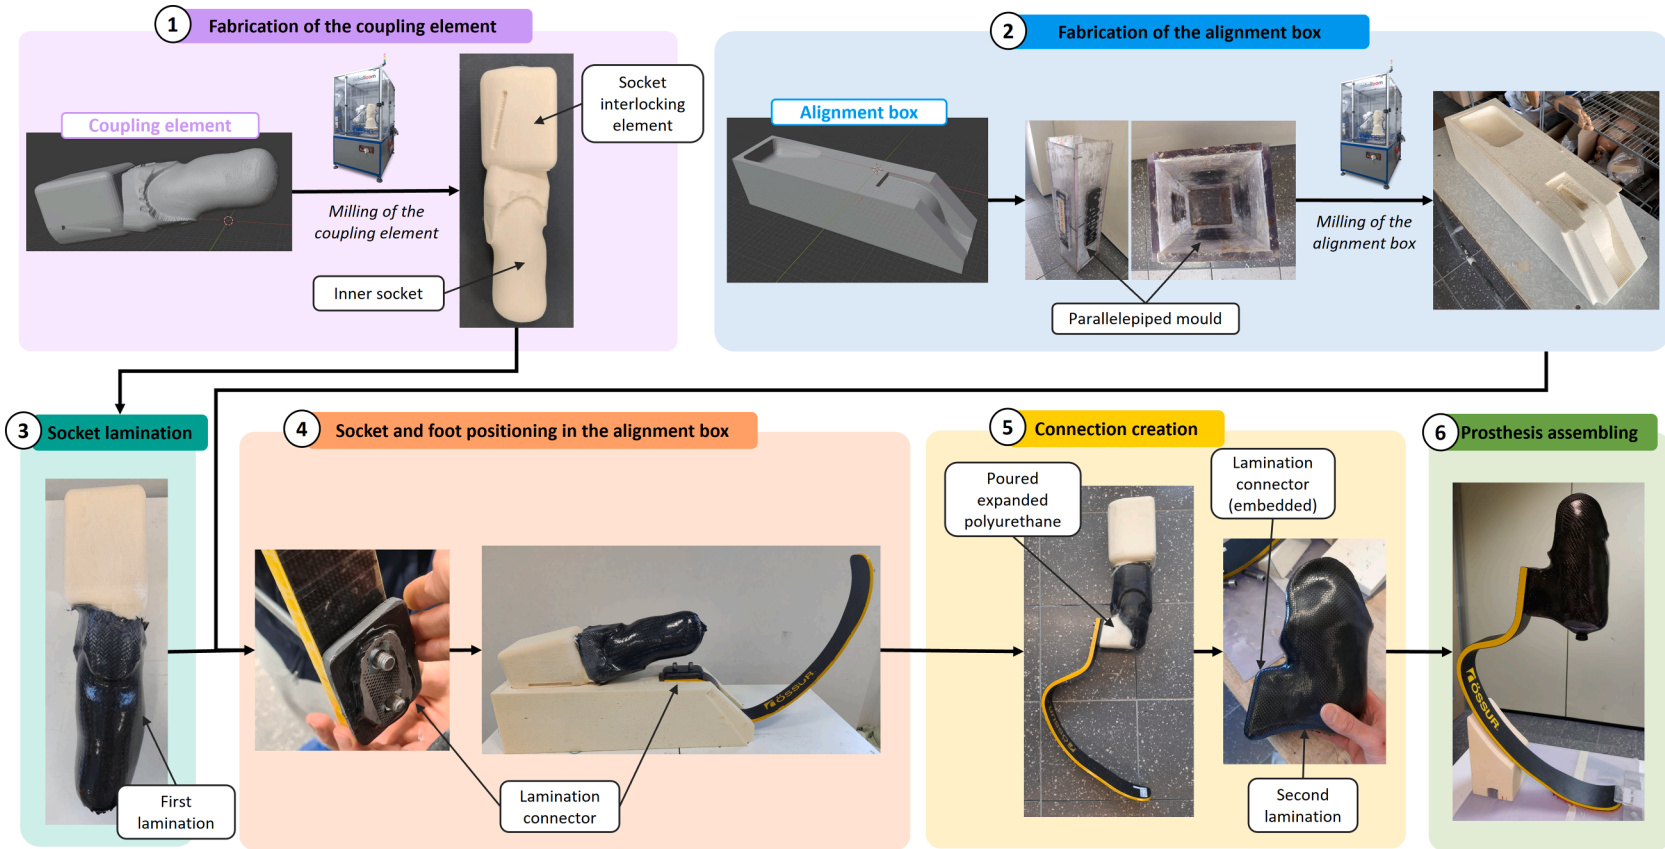 1
Fabrication of the coupling element
2
Fabrication of the alignment box
Coupling element
Milling of the
coupling element
Socket
interlocking
element
Inner socket
Alignment box
Parallelepiped mould
Milling of the
alignment box
3
Socket lamination
First
lamination
4
Socket and foot positioning in the alignment box
Lamination
connector
ÖSSUR
5
Connection creation
Poured
expanded
polyurethane
ÖSSUR
Lamination
connector
(embedded)
Second
lamination
6
Prosthesis assembling
ÖSSUR